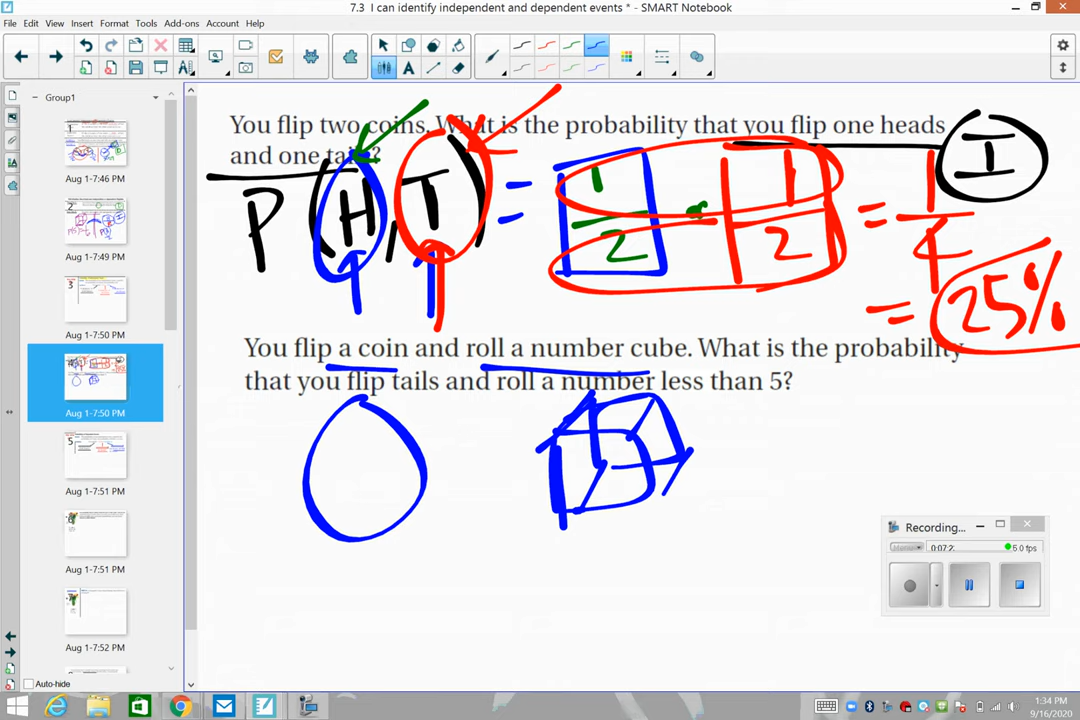 7.3 I can identify independent and dependent events * - SMART Notebook
File Edit View Insert Format Tools Add-ons Account Help
Group1
1
Aug 1-7:46 PM
2
Aug 1-7:49 PM
3
Aug 1-7:50 PM
Aug 1-7:50 PM
5
Aug 1-7:51 PM
Aug 1-7:51 PM
Aug 1-7:52 PM
Auto-hide
You flip two coins. What is the probability that you flip one heads
and one tails?
I
P(H, T) = 1/2 · 1/2 = 1/4
= 25%
You flip a coin and roll a number cube. What is the probability
that you flip tails and roll a number less than 5?
Recording...
0:07:2
5.0 fps
1:34 PM
9/16/2020